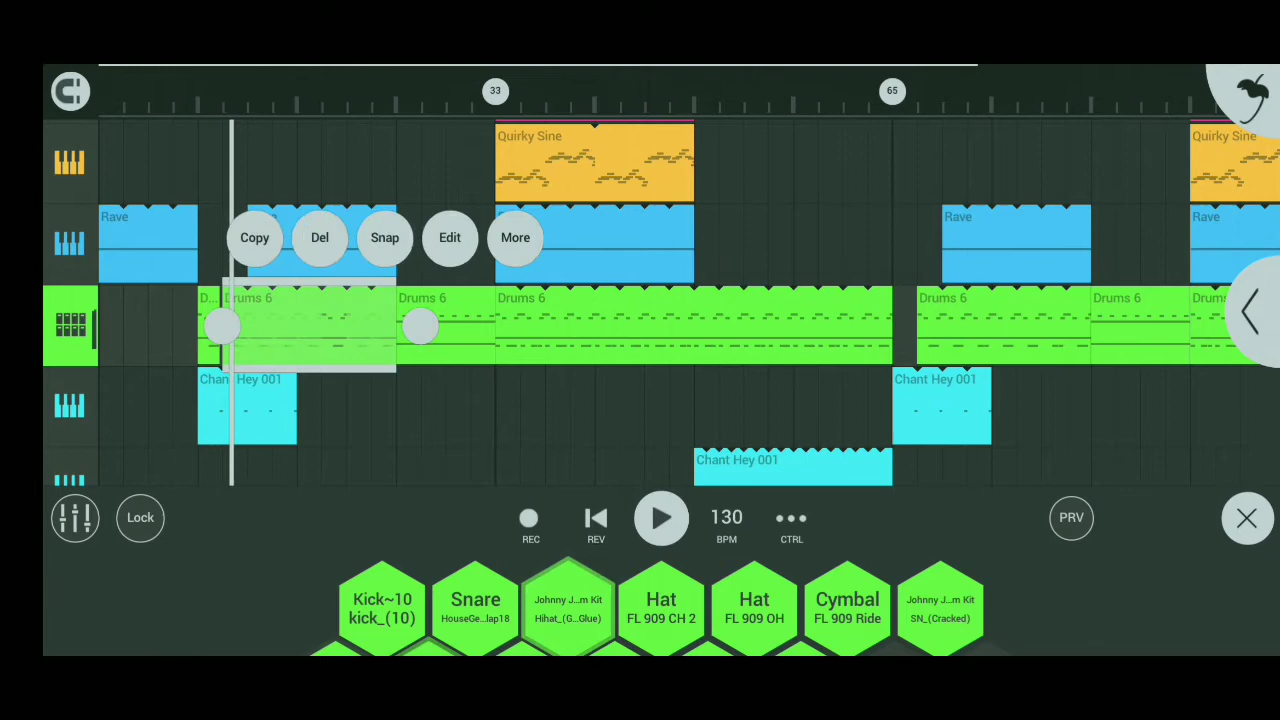 33
65
Quirky Sine
Quirky Sine
Rave
Rave
Rave
Copy
Del
Snap
Edit
More
D...
Drums 6
Drums 6
Drums 6
Drums 6
Drums 6
Chant Hey 001
Chant Hey 001
Chant Hey 001
Lock
REC
REV
130
BPM
CTRL
PRV
Kick~10
kick_(10)
Snare
HouseGe...lap18
Johnny J...m Kit
Hihat_(G...Glue)
Hat
FL 909 CH 2
Hat
FL 909 OH
Cymbal
FL 909 Ride
Johnny J...m Kit
SN_(Cracked)